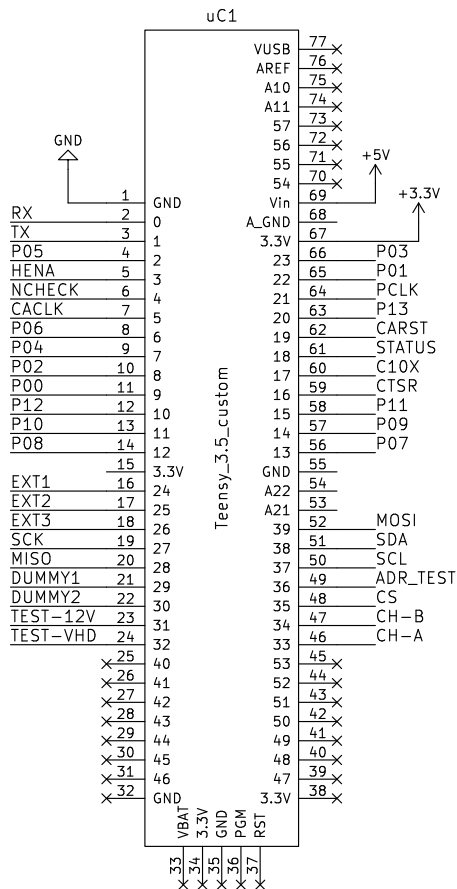 uC1
VUSB 77
AREF 76
A10 75
A11 74
57 73
56 72
55 71
54 70
GND
+5V
+3.3V
1 GND
Vin 69
RX 2 0
A_GND 68
TX 3 1
3.3V 67
P05 4 2
23 66 P03
HENA 5 3
22 65 P01
NCHECK 6 4
21 64 PCLK
CACLK 7 5
20 63 P13
P06 8 6
19 62 CARST
P04 9 7
18 61 STATUS
P02 10 8
17 60 C10X
P00 11 9
16 59 CTSR
P12 12 10
15 58 P11
P10 13 11
14 57 P09
P08 14 12
13 56 P07
15 3.3V
GND 55
EXT1 16 24
A22 54
EXT2 17 25
A21 53
EXT3 18 26
39 52 MOSI
SCK 19 27
38 51 SDA
MISO 20 28
37 50 SCL
DUMMY1 21 29
36 49 ADR_TEST
DUMMY2 22 30
35 48 CS
TEST-12V 23 31
34 47 CH-B
TEST-VHD 24 32
33 46 CH-A
25 40
53 45
26 41
52 44
27 42
51 43
28 43
50 42
29 44
49 41
30 45
48 40
31 46
47 39
32 GND
3.3V 38
Teensy_3.5_custom
VBAT 33
3.3V 34
GND 35
PGM 36
RST 37